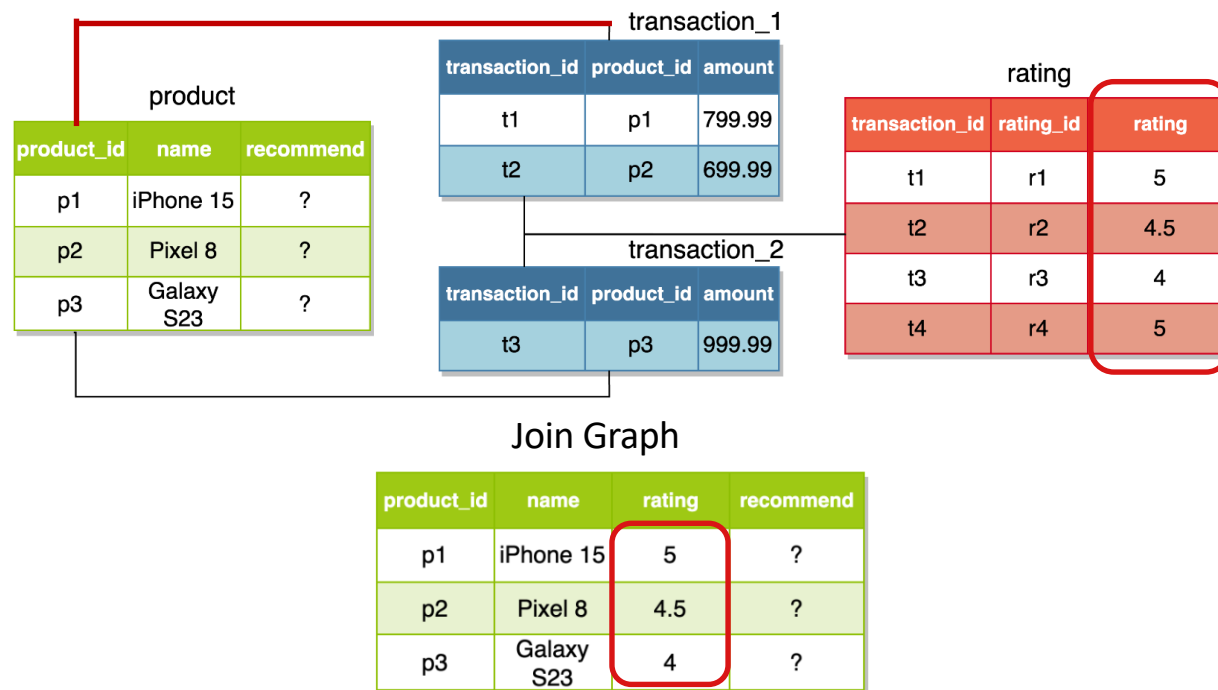 transaction_1
transaction_id product_id amount
t1 p1 799.99
t2 p2 699.99
product
product_id name recommend
p1 iPhone 15 ?
p2 Pixel 8 ?
p3 Galaxy S23 ?
transaction_2
transaction_id product_id amount
t3 p3 999.99
rating
transaction_id rating_id rating
t1 r1 5
t2 r2 4.5
t3 r3 4
t4 r4 5
Join Graph
product_id name rating recommend
p1 iPhone 15 5 ?
p2 Pixel 8 4.5 ?
p3 Galaxy S23 4 ?